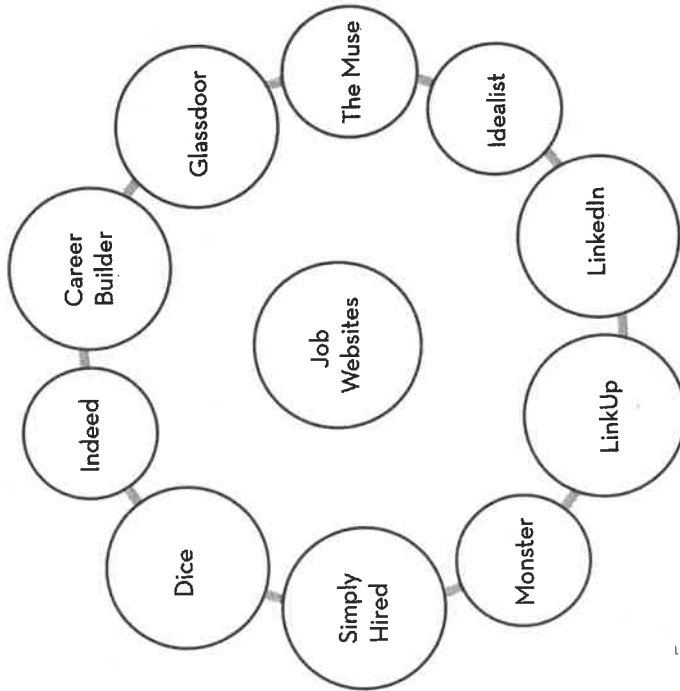 Job
Websites
Career
Builder
Glassdoor
The Muse
Idealist
LinkedIn
LinkUp
Monster
Simply
Hired
Dice
Indeed